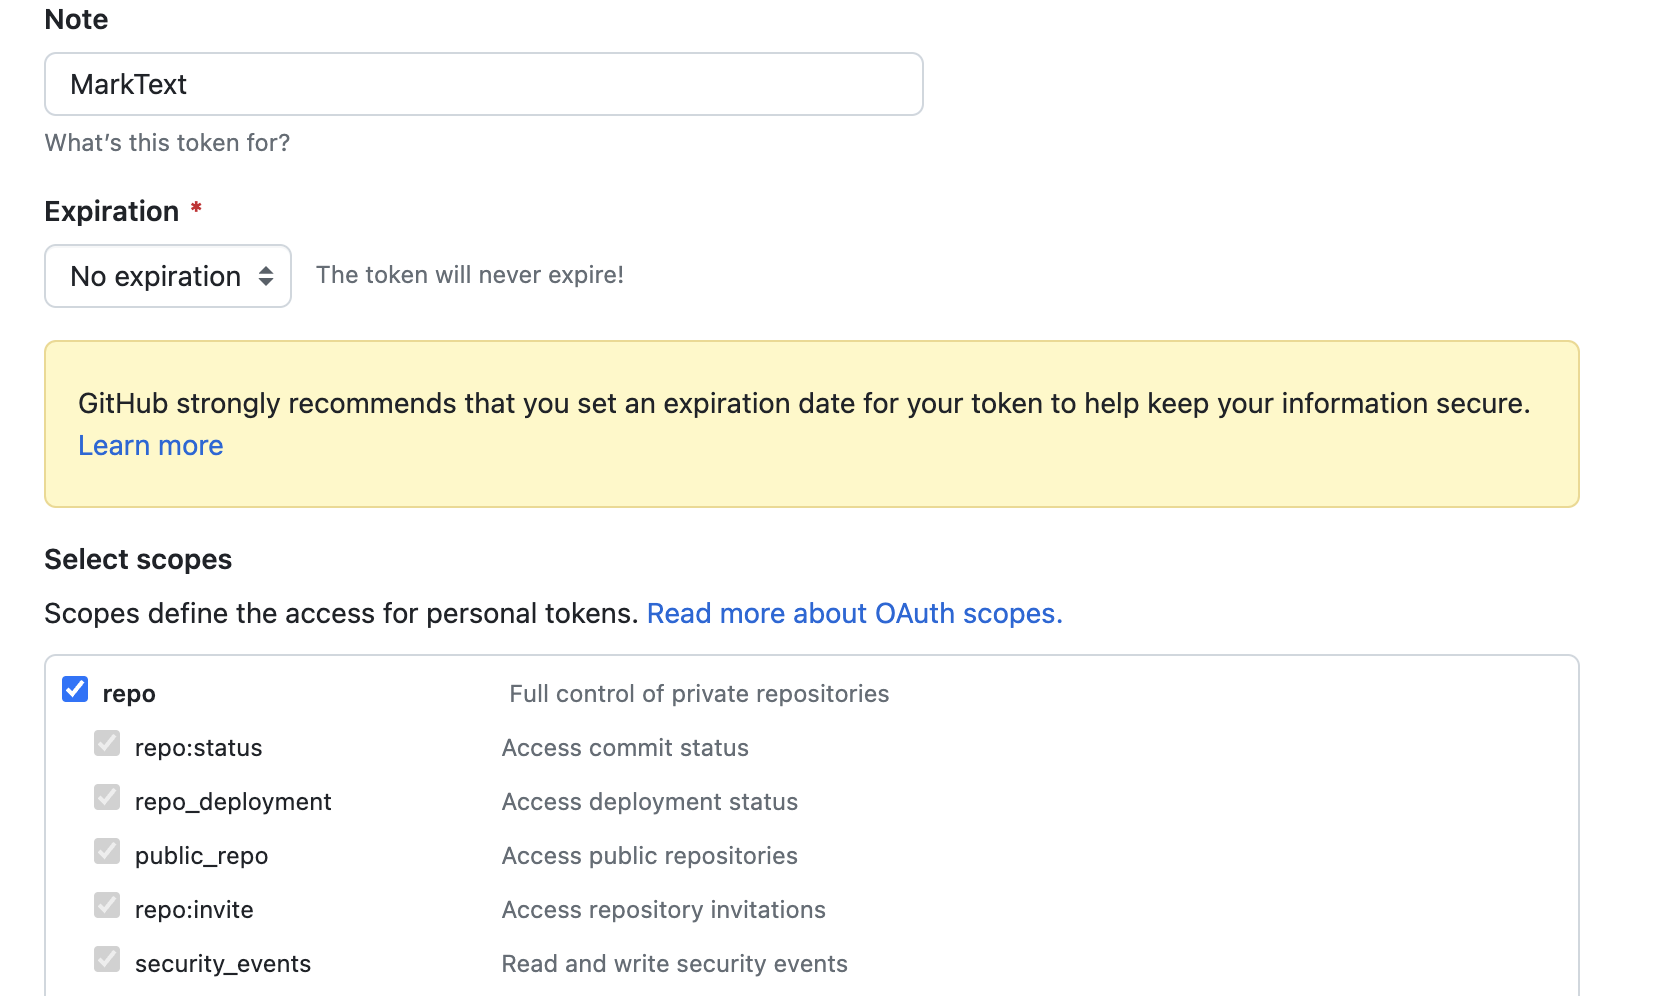 Note
MarkText
What's this token for?
Expiration *
No expiration
The token will never expire!
GitHub strongly recommends that you set an expiration date for your token to help keep your information secure.
Learn more
Select scopes
Scopes define the access for personal tokens. Read more about OAuth scopes.
repo Full control of private repositories
repo:status Access commit status
repo_deployment Access deployment status
public_repo Access public repositories
repo:invite Access repository invitations
security_events Read and write security events